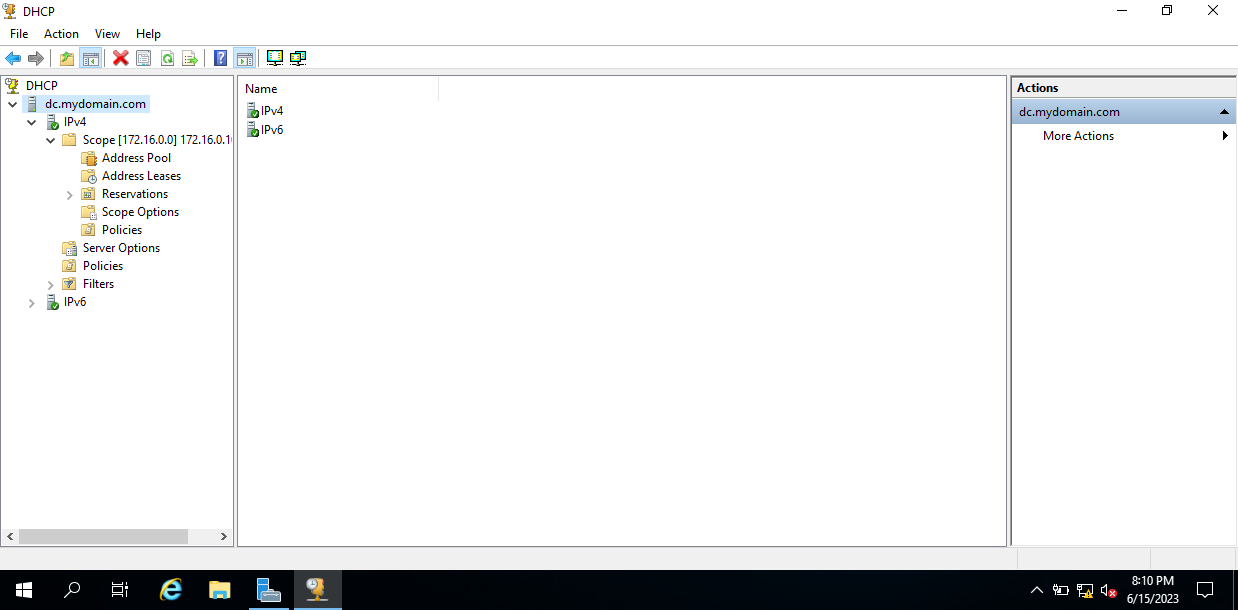 DHCP
File Action View Help
DHCP
dc.mydomain.com
IPv4
Scope [172.16.0.0] 172.16.0.1
Address Pool
Address Leases
Reservations
Scope Options
Policies
Server Options
Policies
Filters
IPv6
Name
IPv4
IPv6
Actions
dc.mydomain.com
More Actions
8:10 PM
6/15/2023